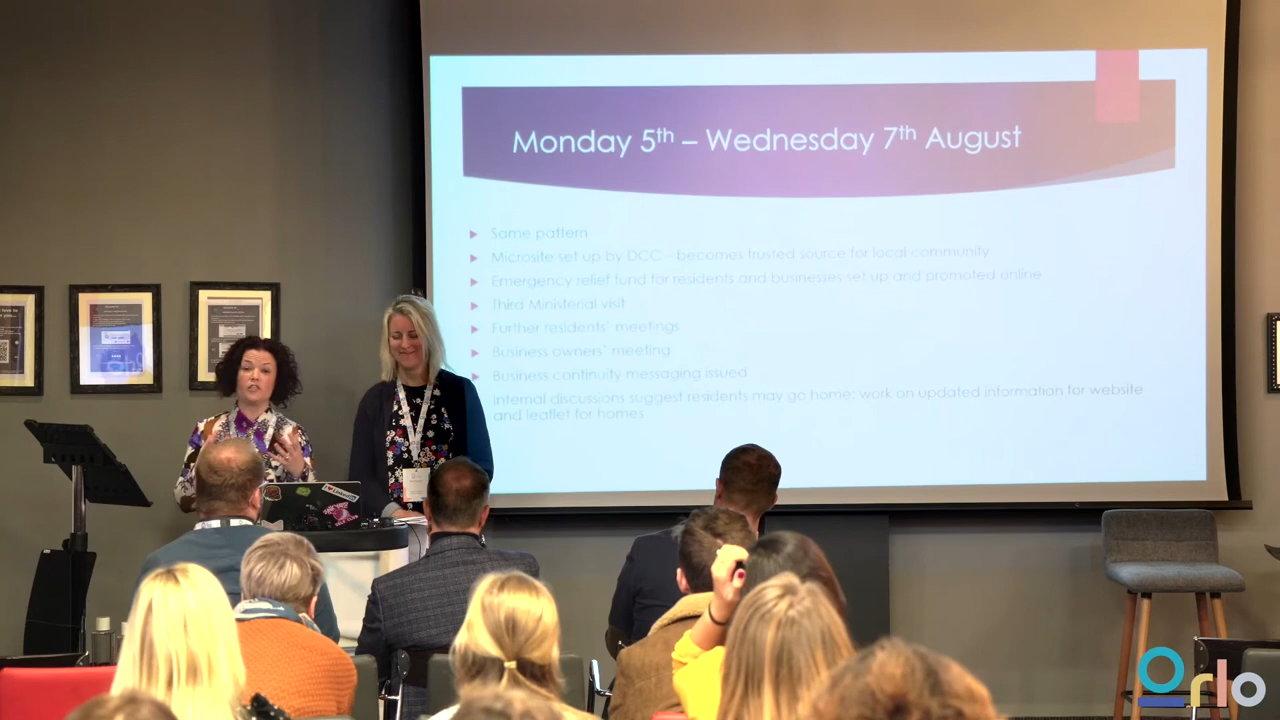 Monday 5th – Wednesday 7th August
Same pattern
Microsite set up by DCC – becomes trusted source for local community
Emergency relief fund for residents and businesses set up and promoted online
Third Ministerial visit
Further residents' meetings
Business owners' meeting
Business continuity messaging issued
Internal discussions suggest residents may go home; work on updated information for website
and leaflet for homes
Orlo